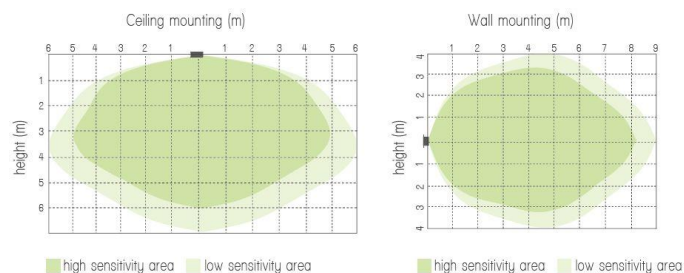 Ceiling mounting (m)
6 5 4 3 2 1 1 2 3 4 5 6
1
2
3
4
5
6
height (m)
high sensitivity area low sensitivity area
Wall mounting (m)
1 2 3 4 5 6 7 8 9
4
3
2
1
1
2
3
4
height (m)
high sensitivity area low sensitivity area